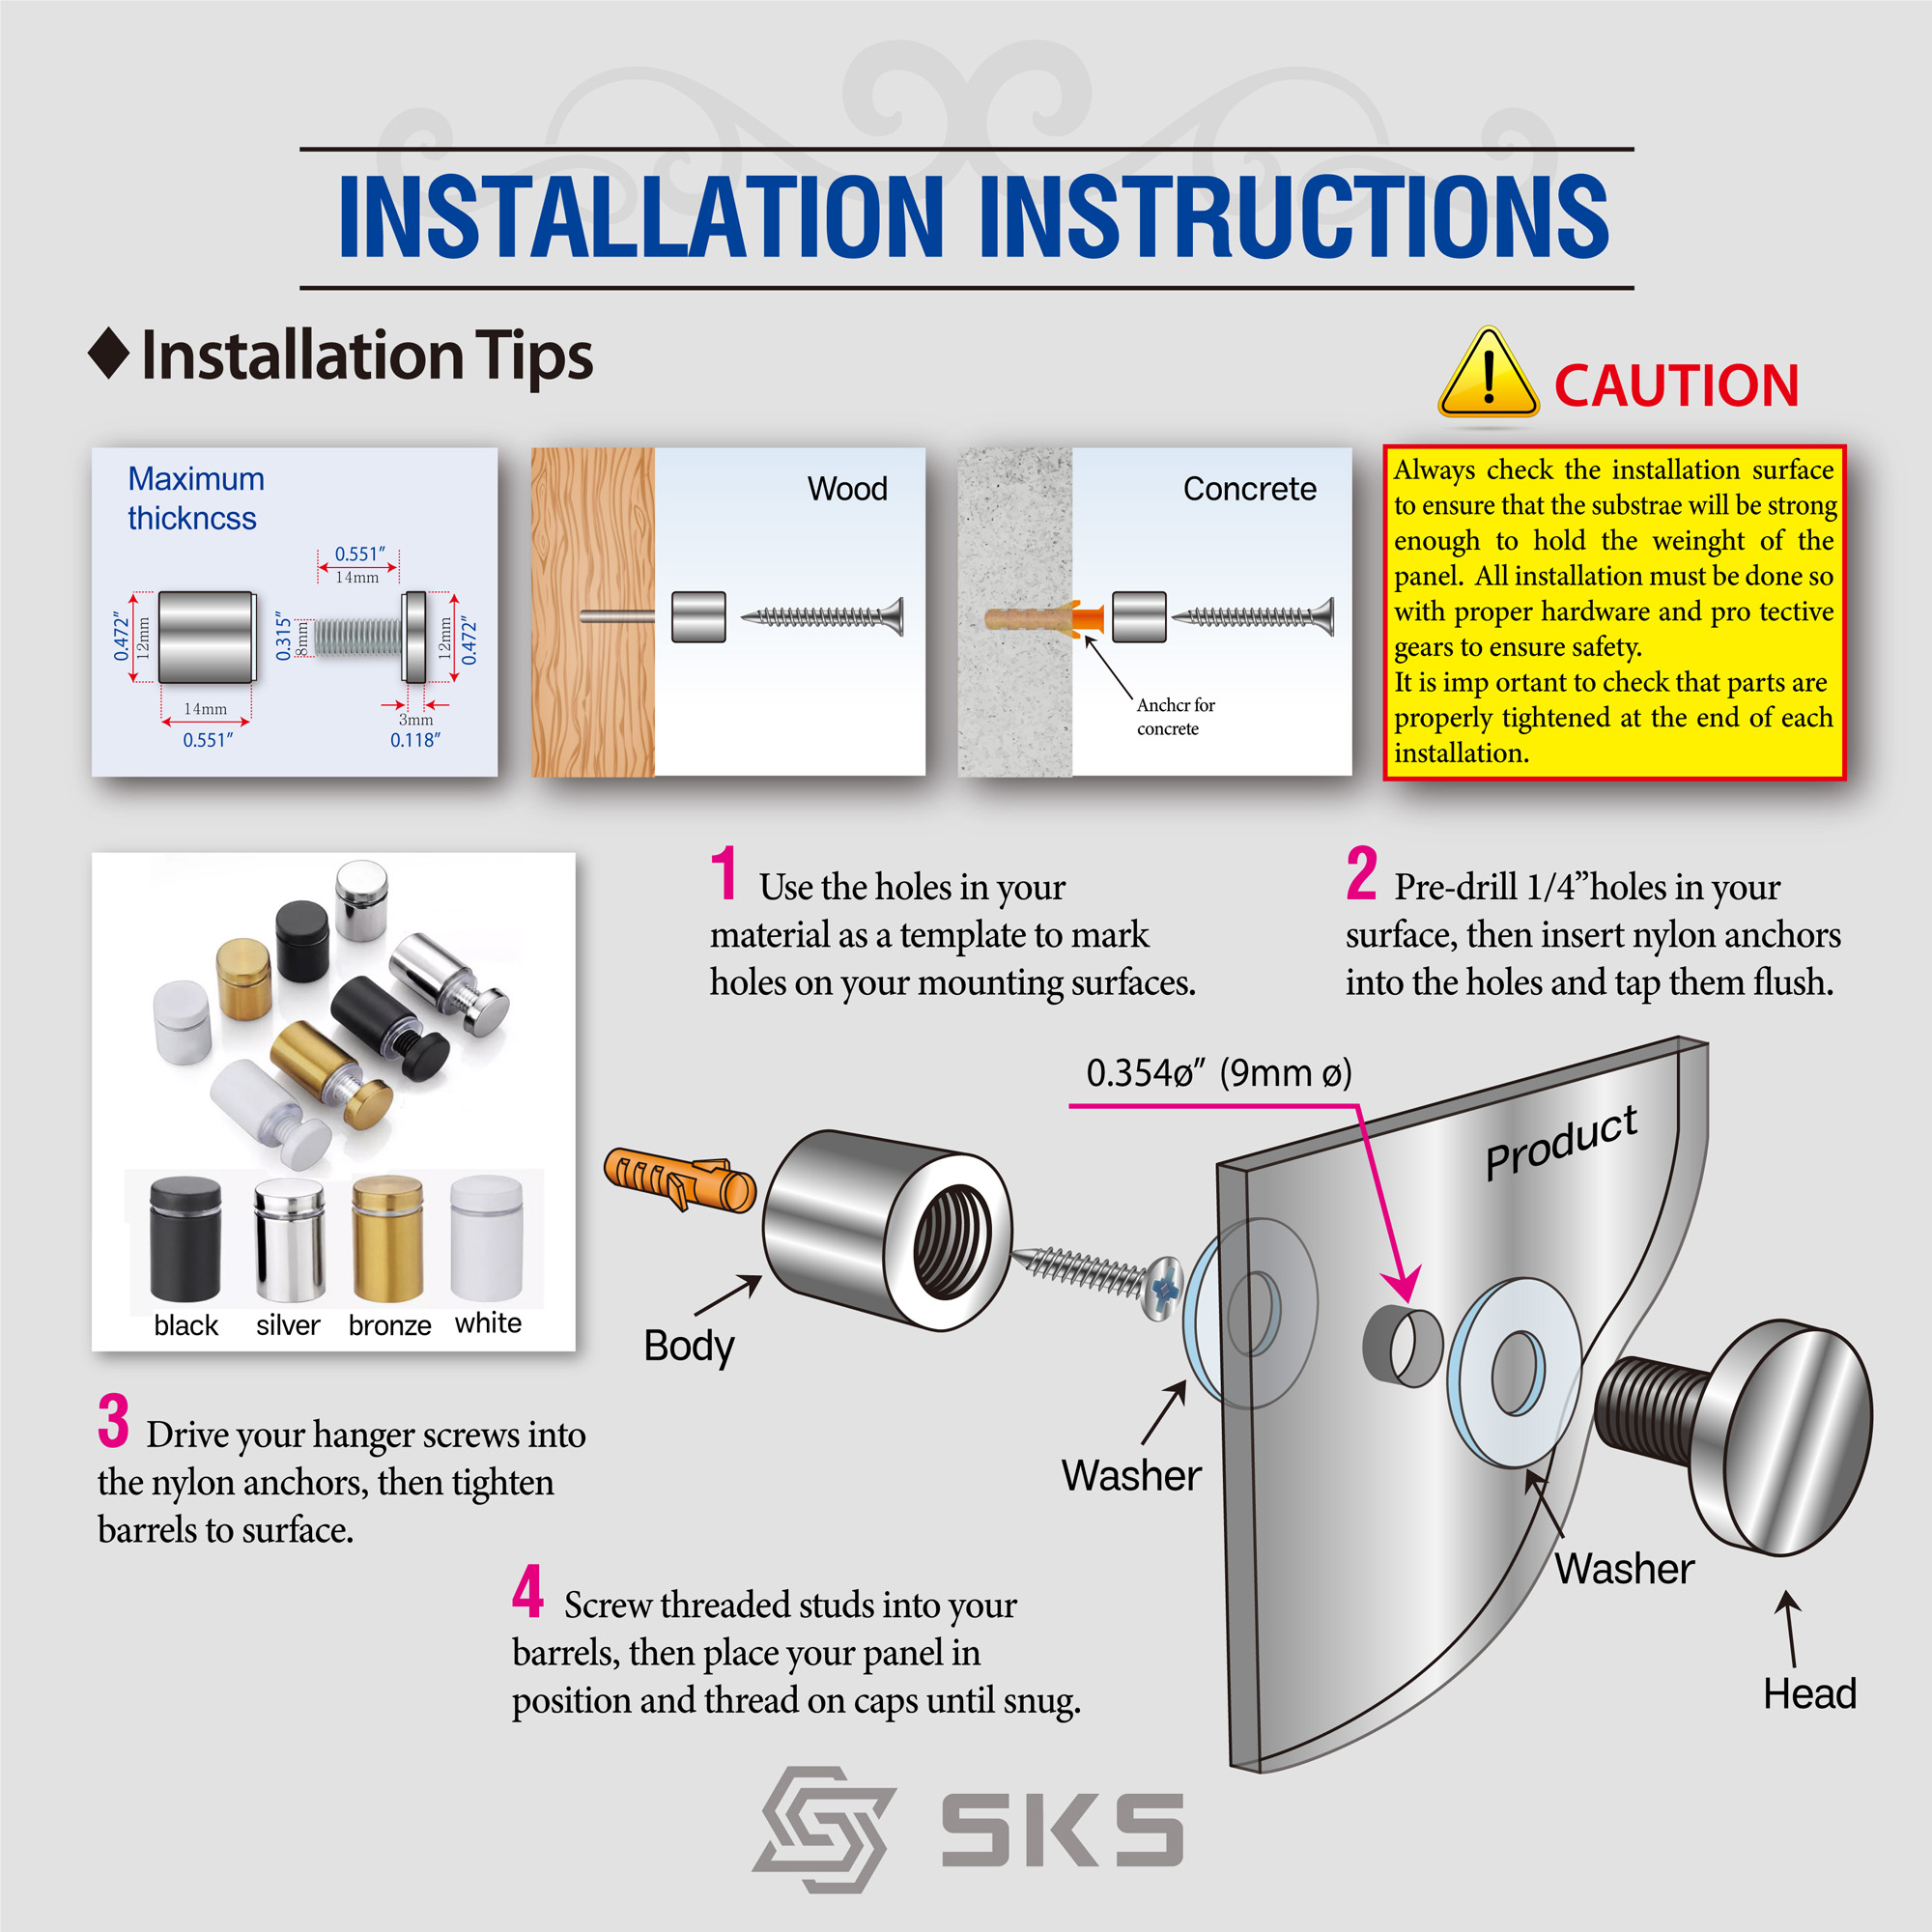 INSTALLATION INSTRUCTIONS
Installation Tips
CAUTION
Maximum
thickncss
0.551″
14mm
0.472″
12mm
0.315″
8mm
12mm
0.472″
14mm
0.551″
3mm
0.118″
Wood
Concrete
Anchcr for
concrete
Always check the installation surface
to ensure that the substrae will be strong
enough to hold the weinght of the
panel. All installation must be done so
with proper hardware and pro tective
gears to ensure safety.
It is imp ortant to check that parts are
properly tightened at the end of each
installation.
black silver bronze white
1 Use the holes in your
material as a template to mark
holes on your mounting surfaces.
2 Pre-drill 1/4”holes in your
surface, then insert nylon anchors
into the holes and tap them flush.
0.354ø″ (9mm ø)
Product
Body
Washer
Washer
Head
3 Drive your hanger screws into
the nylon anchors, then tighten
barrels to surface.
4 Screw threaded studs into your
barrels, then place your panel in
position and thread on caps until snug.
SKS